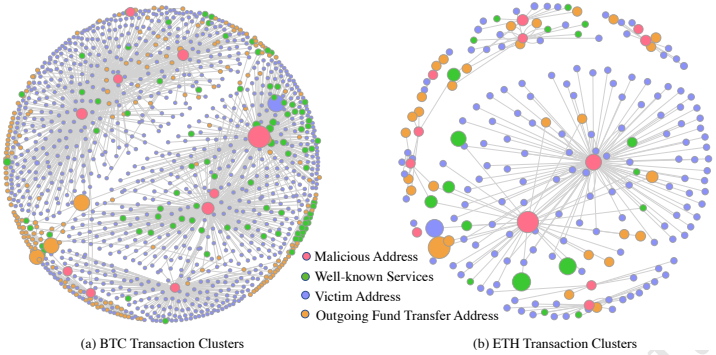 Malicious Address
Well-known Services
Victim Address
Outgoing Fund Transfer Address
(a) BTC Transaction Clusters
(b) ETH Transaction Clusters